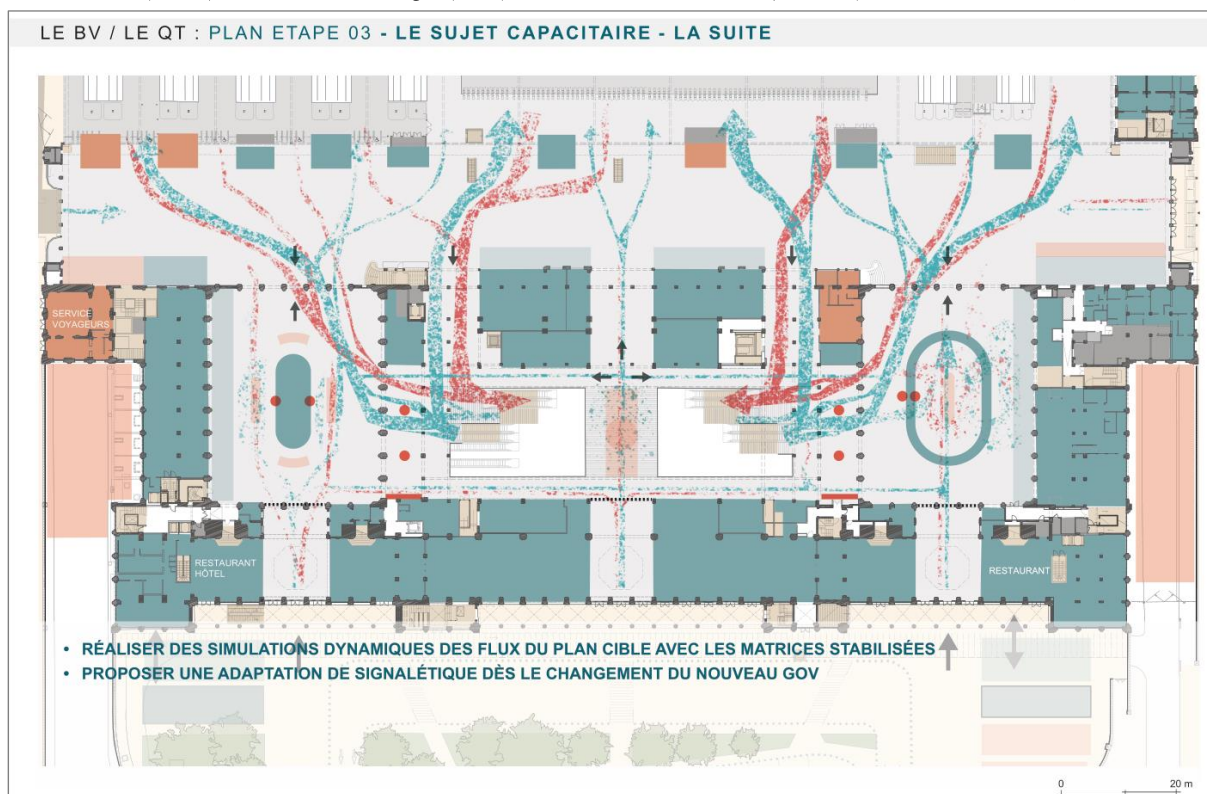 LE BV / LE QT : PLAN ETAPE 03 - LE SUJET CAPACITAIRE - LA SUITE
SERVICE
VOYAGEURS
RESTAURANT
HÔTEL
RESTAURANT
• RÉALISER DES SIMULATIONS DYNAMIQUES DES FLUX DU PLAN CIBLE AVEC LES MATRICES STABILISÉES
• PROPOSER UNE ADAPTATION DE SIGNALÉTIQUE DÈS LE CHANGEMENT DU NOUVEAU GOV
0 20 m